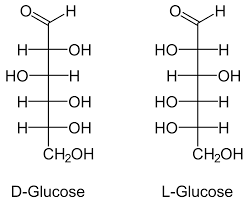 O H O H
H OH HO H
HO H H OH
H OH HO H
H OH HO H
CH₂OH CH₂OH
D-Glucose L-Glucose